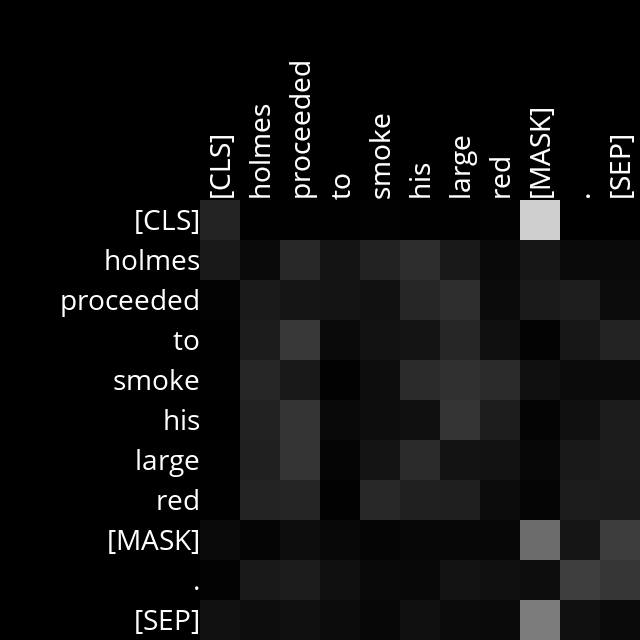 [CLS]
holmes
proceeded
to
smoke
his
large
red
[MASK]
.
[SEP]
[CLS]
holmes
proceeded
to
smoke
his
large
red
[MASK]
.
[SEP]